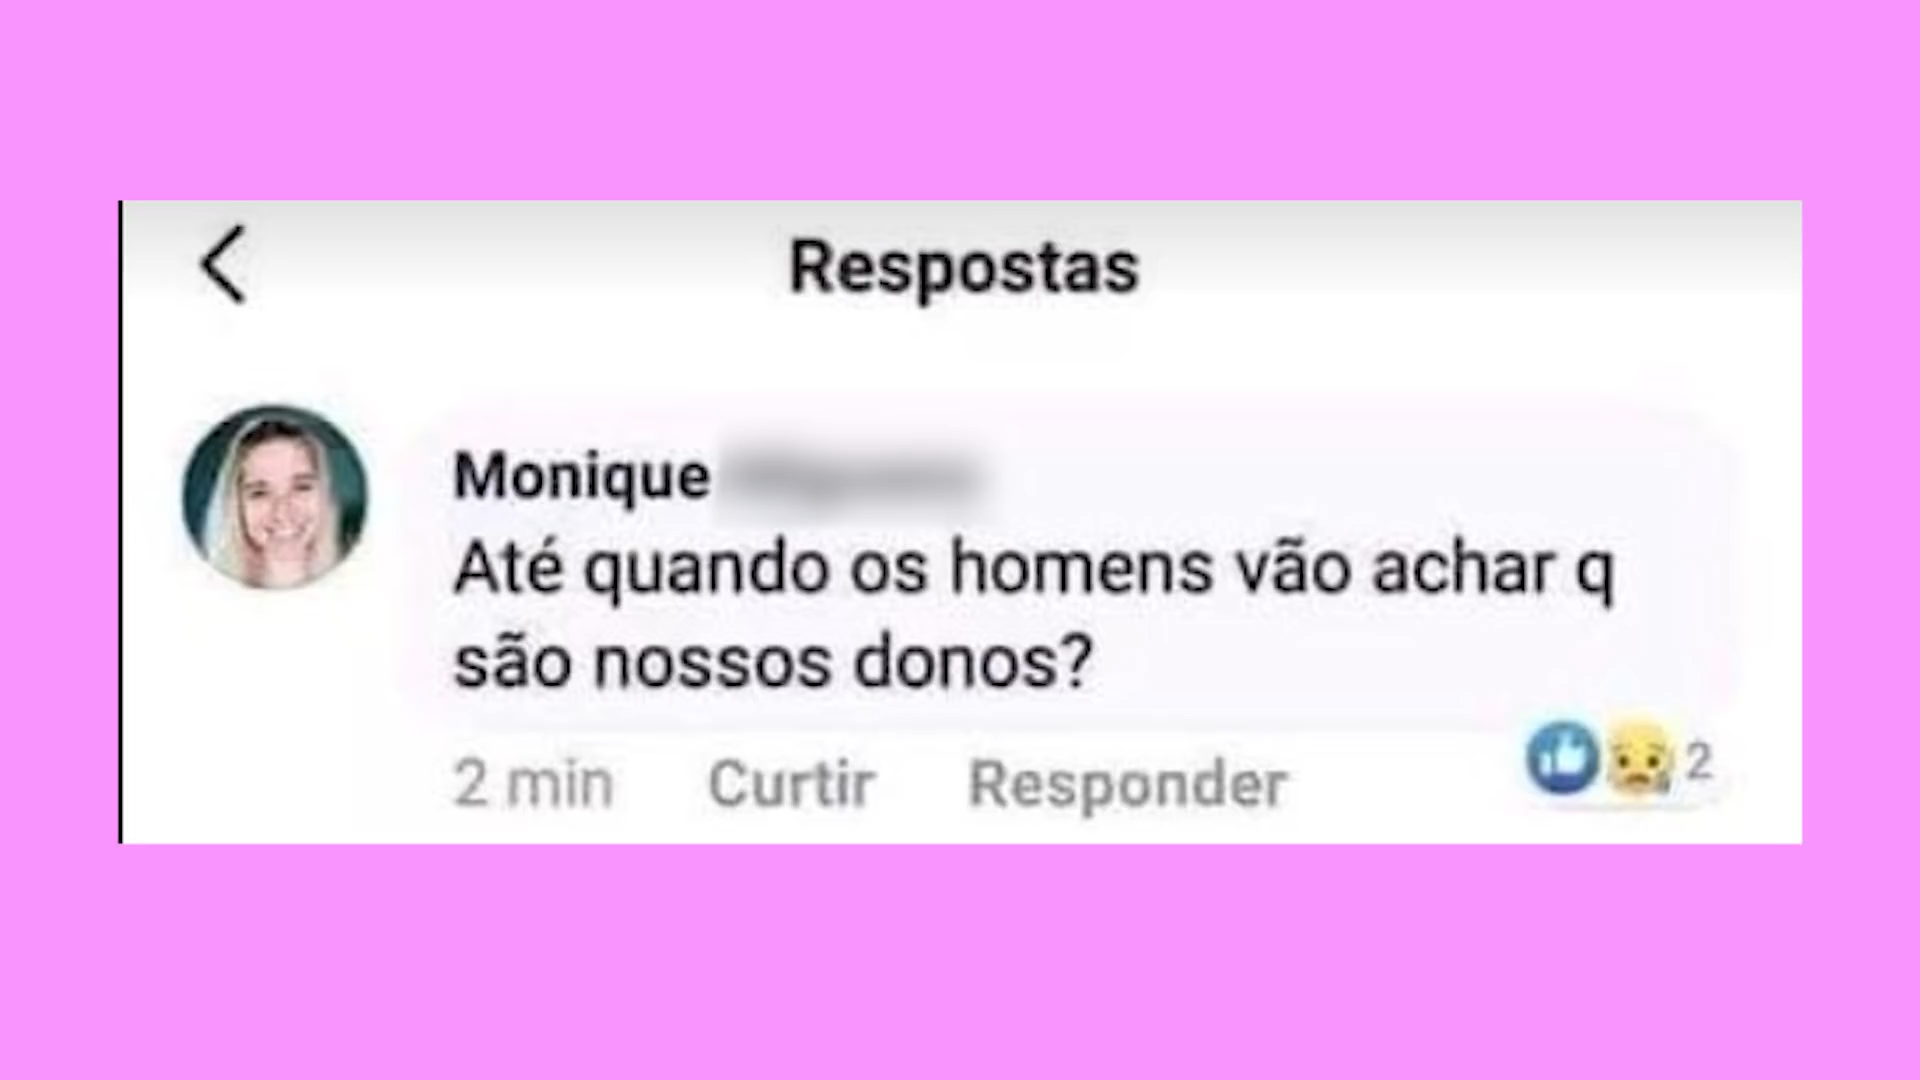 Respostas
Monique
Até quando os homens vão achar q
são nossos donos?
2 min Curtir Responder 2